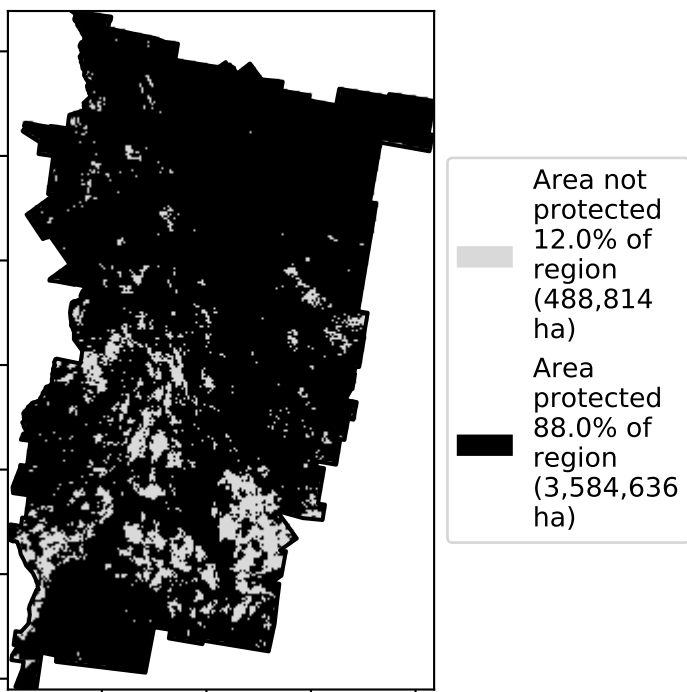 Area not
protected
12.0% of
region
(488,814
ha)
Area
protected
88.0% of
region
(3,584,636
ha)